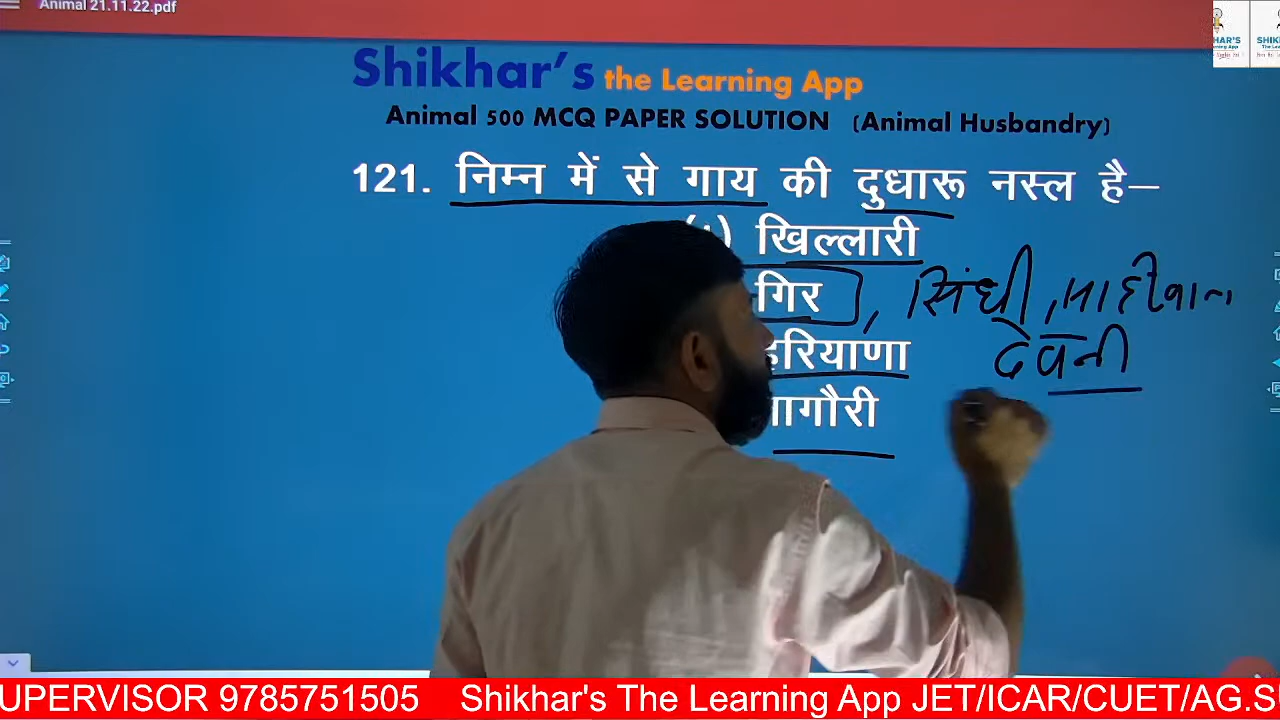 Animal 21.11.22.pdf
Shikhar's the Learning App
Animal 500 MCQ PAPER SOLUTION (Animal Husbandry)
121. निम्न में से गाय की दुधारू नस्ल है–
खिल्लारी
गिर , सिंधी,
हरियाणा देवनी
गौरी
UPERVISOR 9785751505 Shikhar's The Learning App JET/ICAR/CUET/AG.S